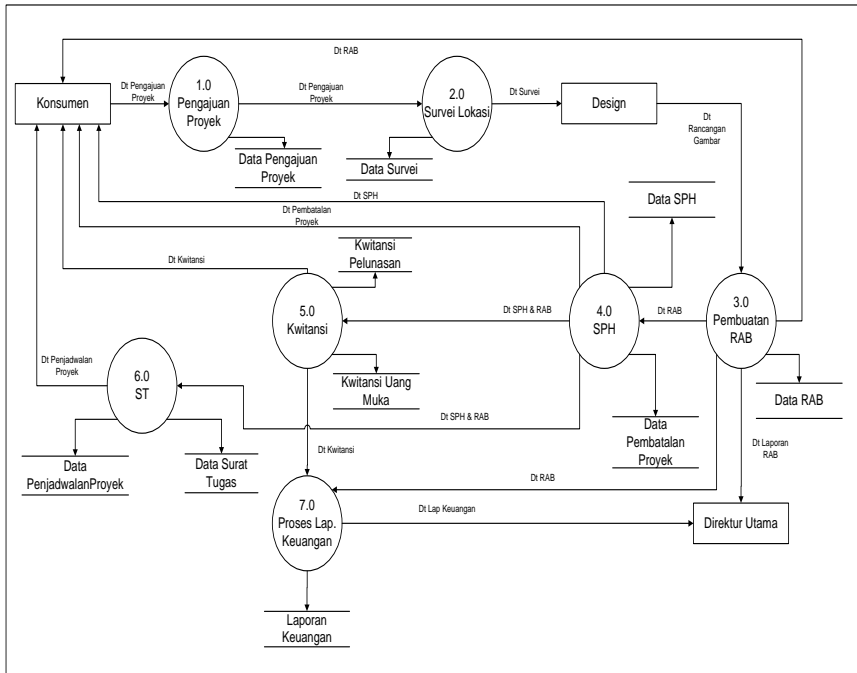 Dt RAB
Konsumen
Dt Pengajuan
Proyek
1.0
Pengajuan
Proyek
Dt Pengajuan
Proyek
2.0
Survei Lokasi
Dt Survei
Design
Dt
Rancangan
Gambar
Data Pengajuan
Proyek
Data Survei
Dt SPH
Data SPH
Dt Pembatalan
Proyek
Kwitansi
Pelunasan
Dt Kwitansi
5.0
Kwitansi
Dt SPH & RAB
4.0
SPH
Dt RAB
3.0
Pembuatan
RAB
Dt Penjadwalan
Proyek
6.0
ST
Kwitansi Uang
Muka
Data RAB
Dt SPH & RAB
Data
Pembatalan
Proyek
Data
PenjadwalanProyek
Data Surat
Tugas
Dt Kwitansi
Dt Laporan
RAB
Dt RAB
7.0
Proses Lap.
Keuangan
Dt Lap Keuangan
Direktur Utama
Laporan
Keuangan